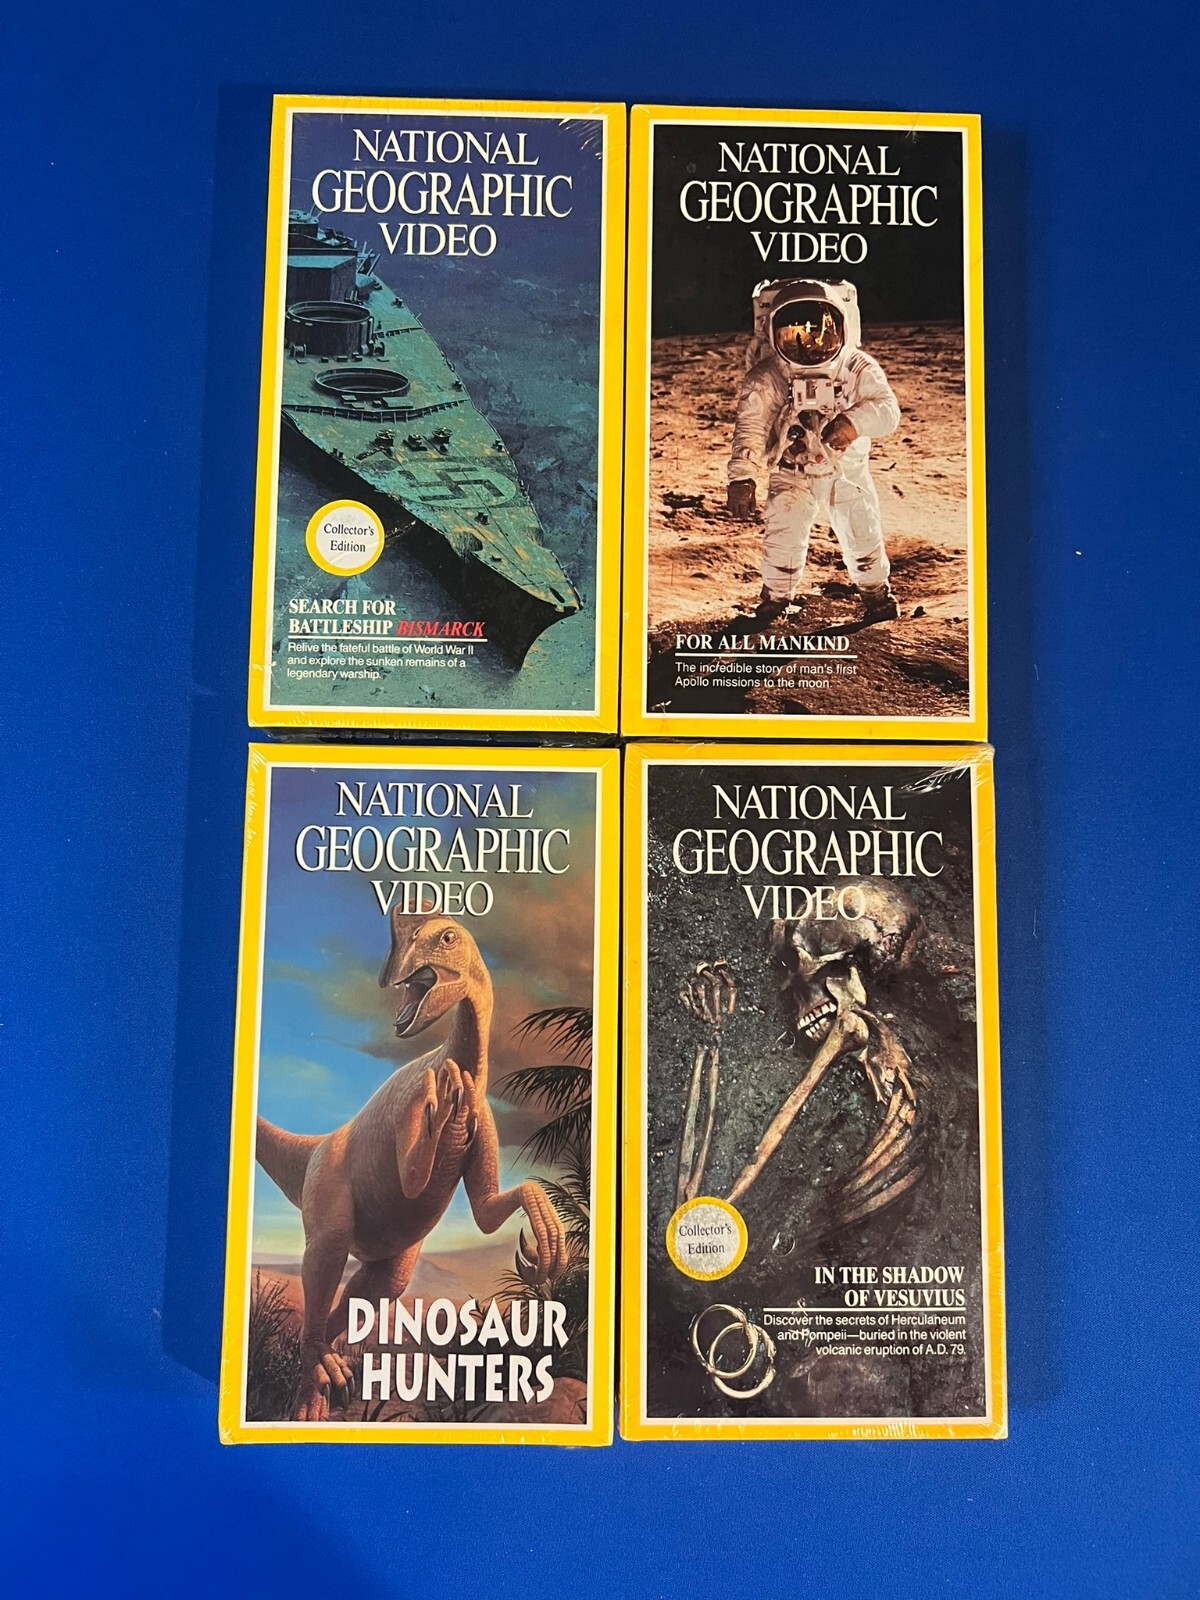 NATIONAL
GEOGRAPHIC
VIDEO
Collector's
Edition
SEARCH FOR
BATTLESHIP BISMARCK
Relive the fateful battle of World War II
and explore the sunken remains of a
legendary warship.
NATIONAL
GEOGRAPHIC
VIDEO
FOR ALL MANKIND
The incredible story of man's first
Apollo missions to the moon.
NATIONAL
GEOGRAPHIC
VIDEO
DINOSAUR
HUNTERS
NATIONAL
GEOGRAPHIC
VIDEO
Collector's
Edition
IN THE SHADOW
OF VESUVIUS
Discover the secrets of Herculaneum
and Pompeii—buried in the violent
volcanic eruption of A.D. 79.